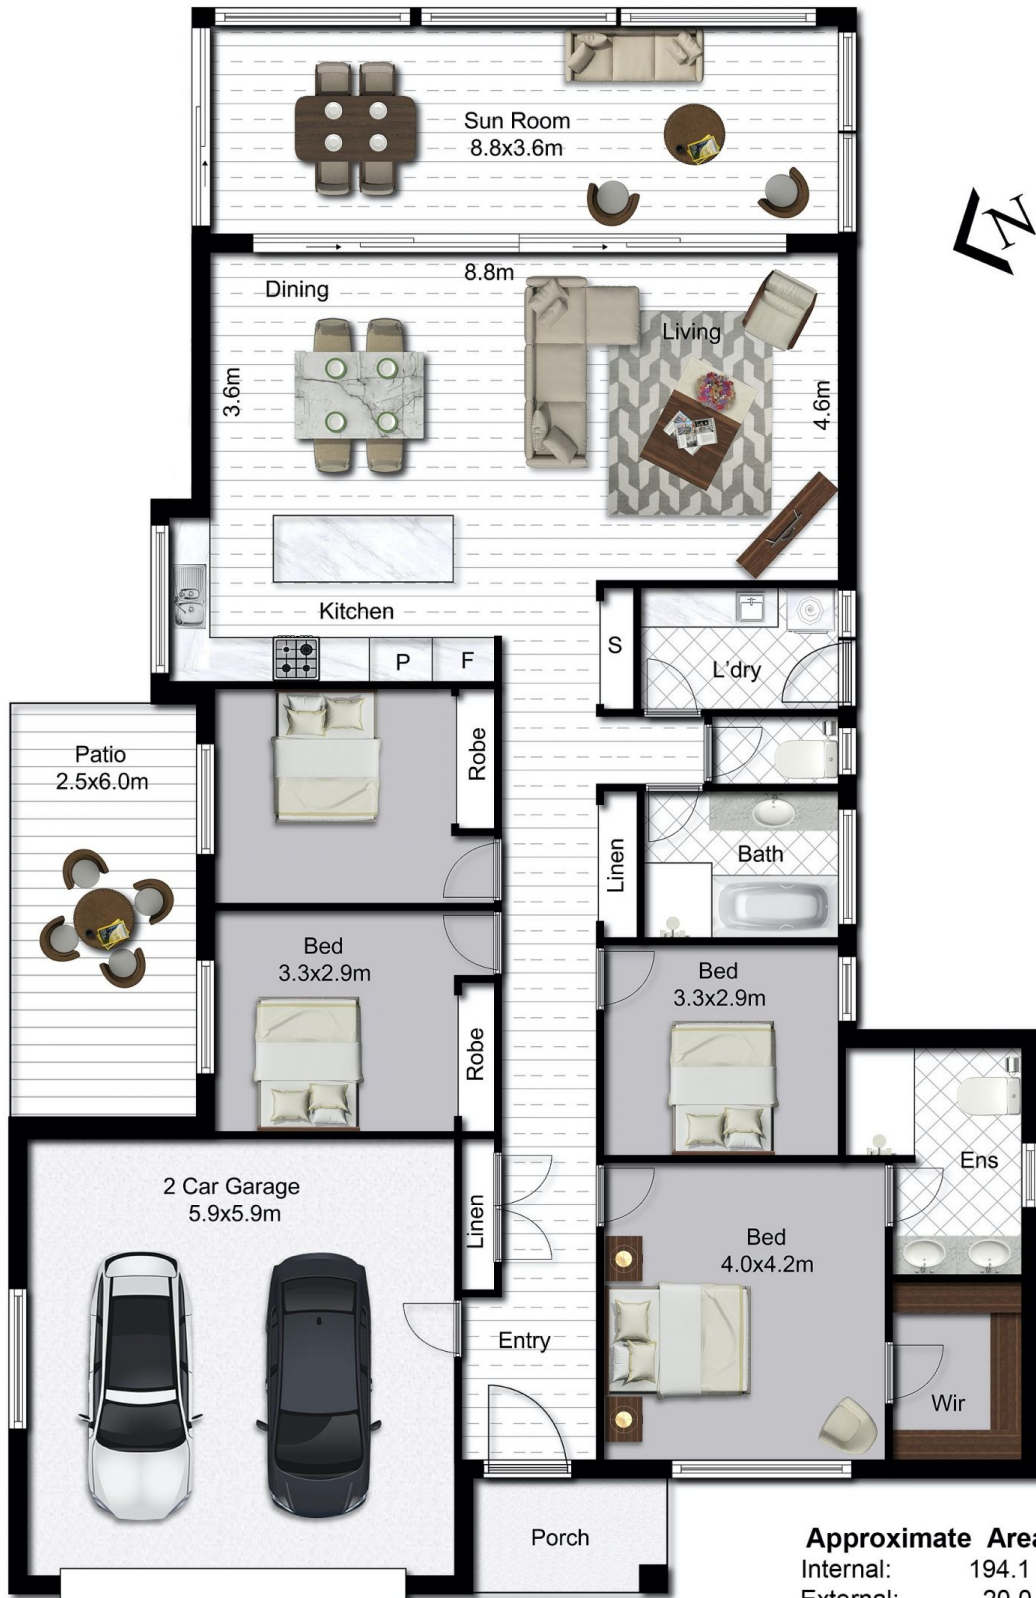 Sun Room
8.8x3.6m
N
8.8m
Dining
Living
3.6m
4.6m
Kitchen
P
F
S
L'dry
Patio
2.5x6.0m
Robe
Linen
Bath
Bed
3.3x2.9m
Bed
3.3x2.9m
Robe
2 Car Garage
5.9x5.9m
Linen
Ens
Bed
4.0x4.2m
Entry
Wir
Porch
Approximate
Internal: 194.1